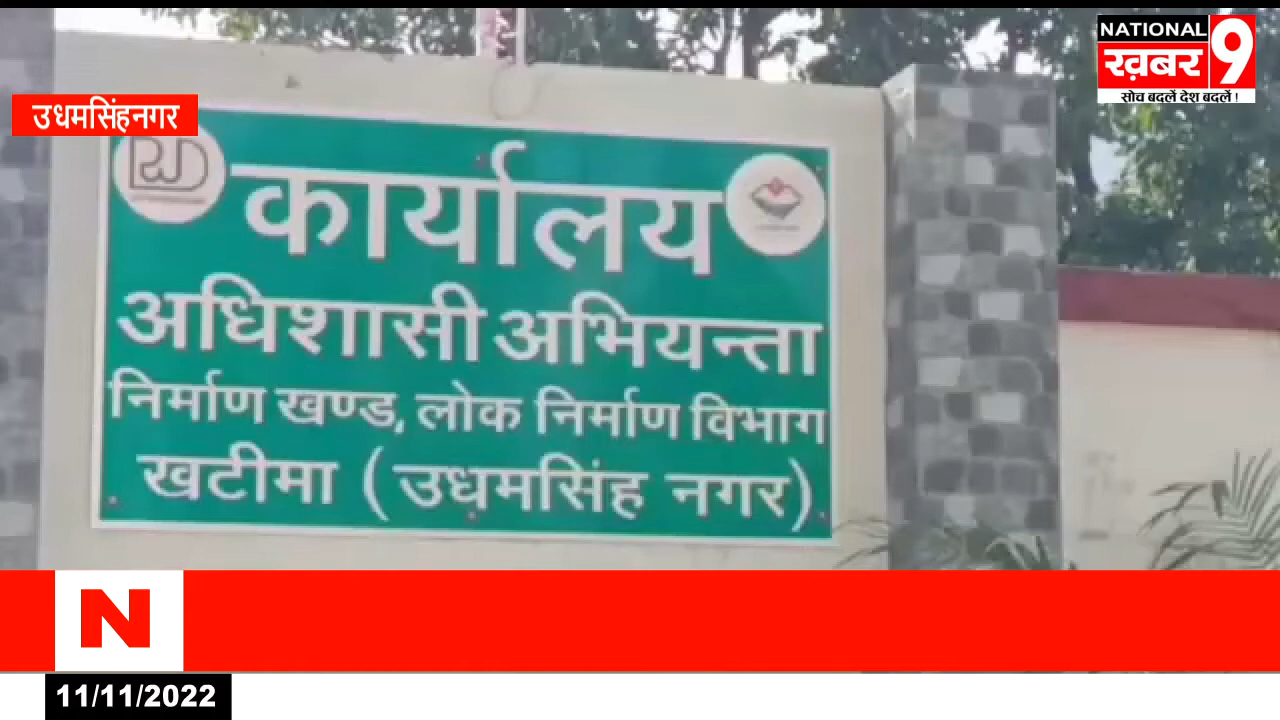 NATIONAL
ख़बर 9
सोच बदलें देश बदलें !
उधमसिंहनगर
कार्यालय
अधिशासी अभियन्ता
निर्माण खण्ड, लोक निर्माण विभाग
खटीमा ( उधमसिंह नगर)
N
11/11/2022